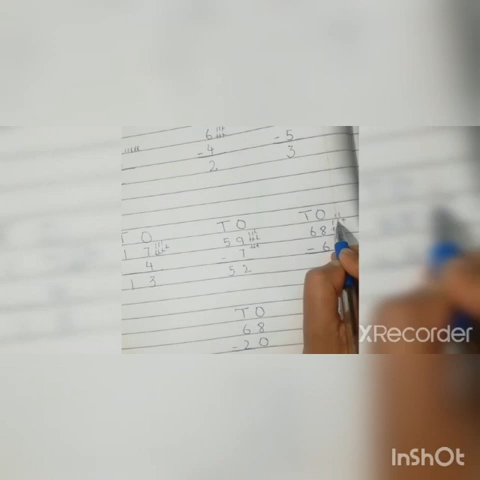 6 - 5
- 4 3
2
T O T O T O
1 7 5 9 6 8
4 - 7 - 6
1 3 5 2
T O
6 8
- 2 0
XRecorder
InShOt